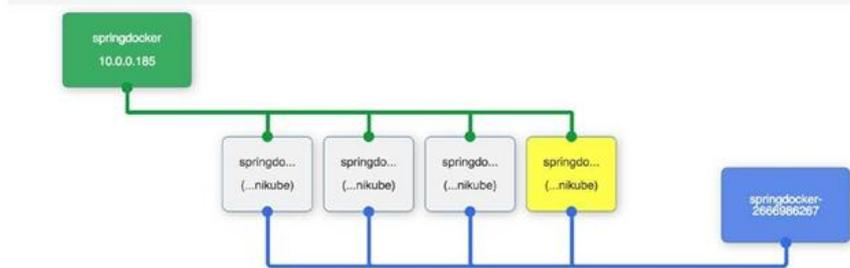 springdocker
10.0.0.185
springdo...
(...nikube)
springdo...
(...nikube)
springdo...
(...nikube)
springdo...
(...nikube)
springdocker-
2666986267